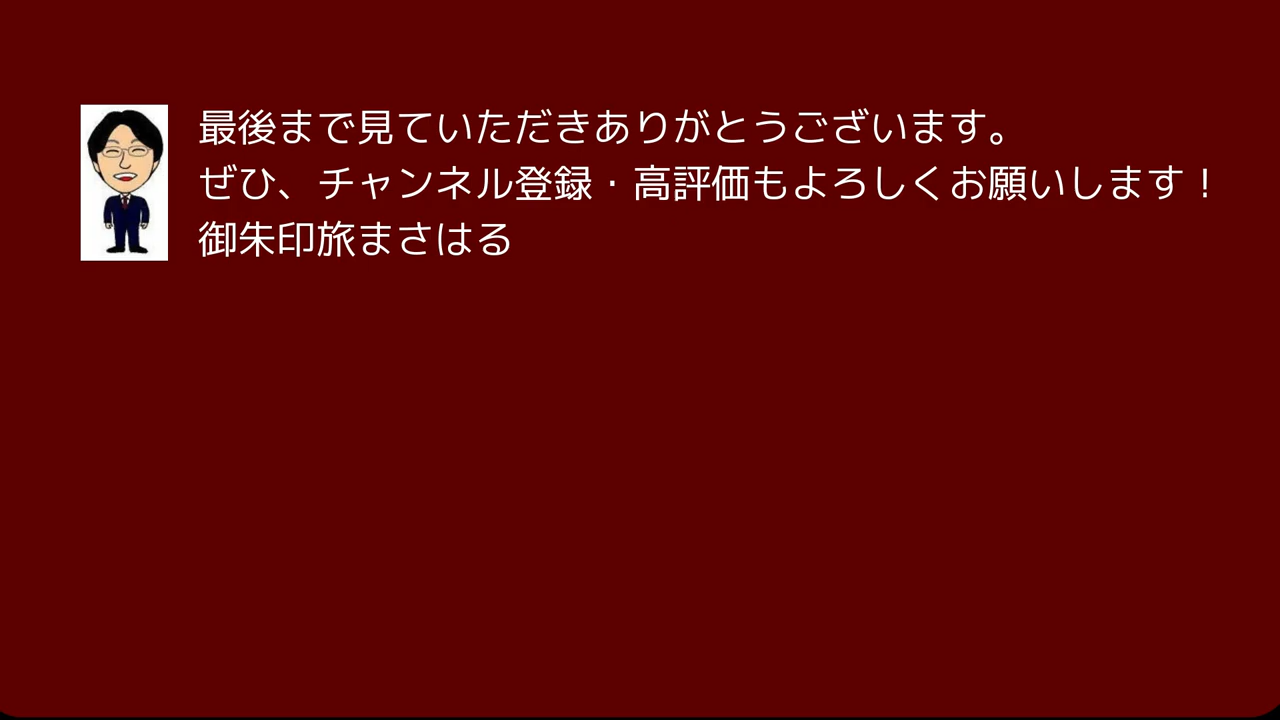 最後まで見ていただきありがとうございます。
ぜひ、チャンネル登録・高評価もよろしくお願いします！
御朱印旅まさはる